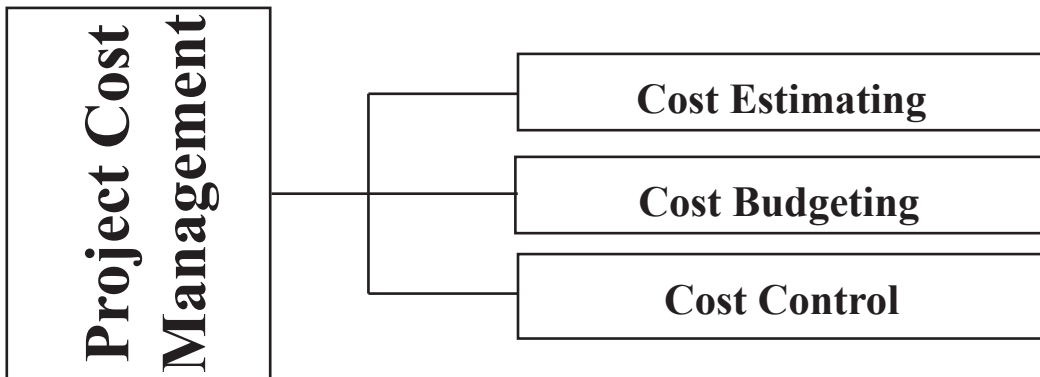 Project Cost
Management
Cost Estimating
Cost Budgeting
Cost Control